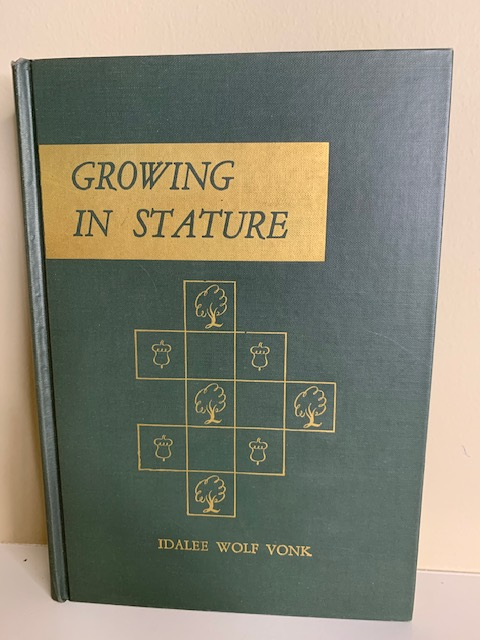 GROWING
IN STATURE
IDALEE WOLF VONK